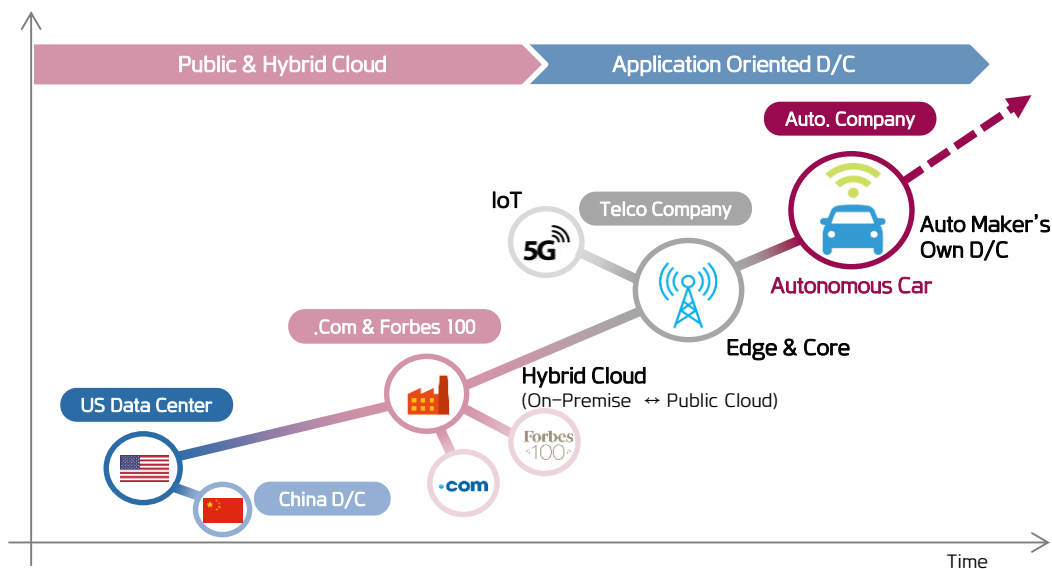 Public & Hybrid Cloud
Application Oriented D/C
Auto. Company
IoT
5G
Telco Company
Auto Maker's
Own D/C
Autonomous Car
.Com & Forbes 100
Edge & Core
Hybrid Cloud
(On-Premise ↔ Public Cloud)
US Data Center
Forbes
100
.com
China D/C
Time